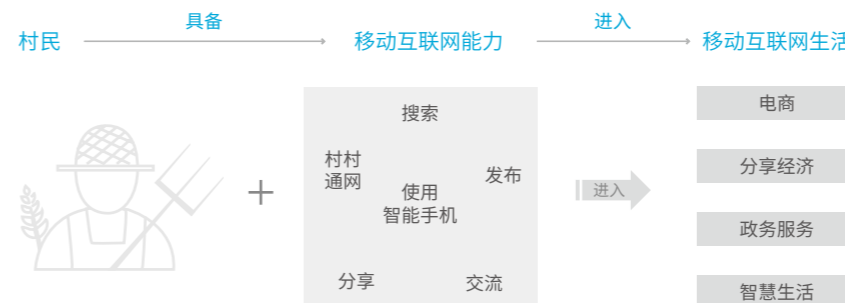 具备
进入
村民
移动互联网能力
移动互联网生活
搜索
村村
通网
发布
使用
智能手机
分享
交流
进入
电商
分享经济
政务服务
智慧生活